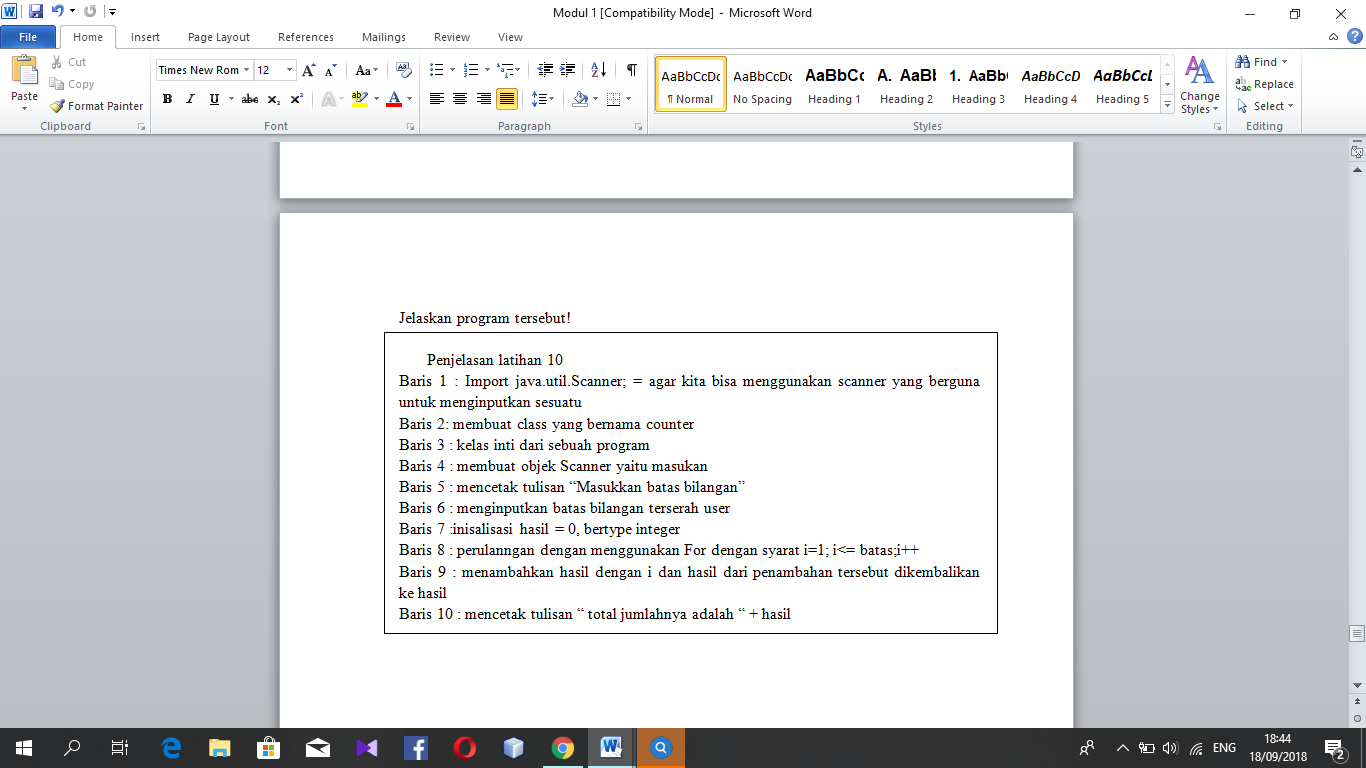 Modul 1 [Compatibility Mode] - Microsoft Word
File Home Insert Page Layout References Mailings Review View
Paste
Cut
Copy
Format Painter
Clipboard
Times New Rom 12
Aa
B I U abc x₂ x²
A ab A
Font
Paragraph
AaBbCcDc AaBbCcDc AaBbCc A. AaBb 1. AaBb AaBbCcD AaBbCcL
¶ Normal No Spacing Heading 1 Heading 2 Heading 3 Heading 4 Heading 5
Styles
Change
Styles
Find
Replace
Select
Editing
Jelaskan program tersebut!
Penjelasan latihan 10
Baris 1 : Import java.util.Scanner; = agar kita bisa menggunakan scanner yang berguna
untuk menginputkan sesuatu
Baris 2: membuat class yang bernama counter
Baris 3 : kelas inti dari sebuah program
Baris 4 : membuat objek Scanner yaitu masukan
Baris 5 : mencetak tulisan “Masukkan batas bilangan”
Baris 6 : menginputkan batas bilangan terserah user
Baris 7 :inisalisasi hasil = 0, bertype integer
Baris 8 : perulanngan dengan menggunakan For dengan syarat i=1; i<= batas;i++
Baris 9 : menambahkan hasil dengan i dan hasil dari penambahan tersebut dikembalikan
ke hasil
Baris 10 : mencetak tulisan “ total jumlahnya adalah “ + hasil
ENG
18:44
18/09/2018
2